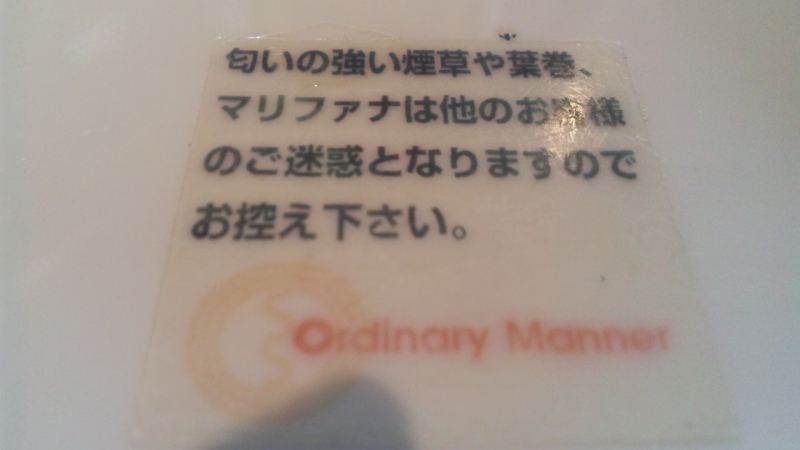 匂いの強い煙草や葉巻、
マリファナは他のお客様
のご迷惑となりますので
お控え下さい。
Ordinary Manner